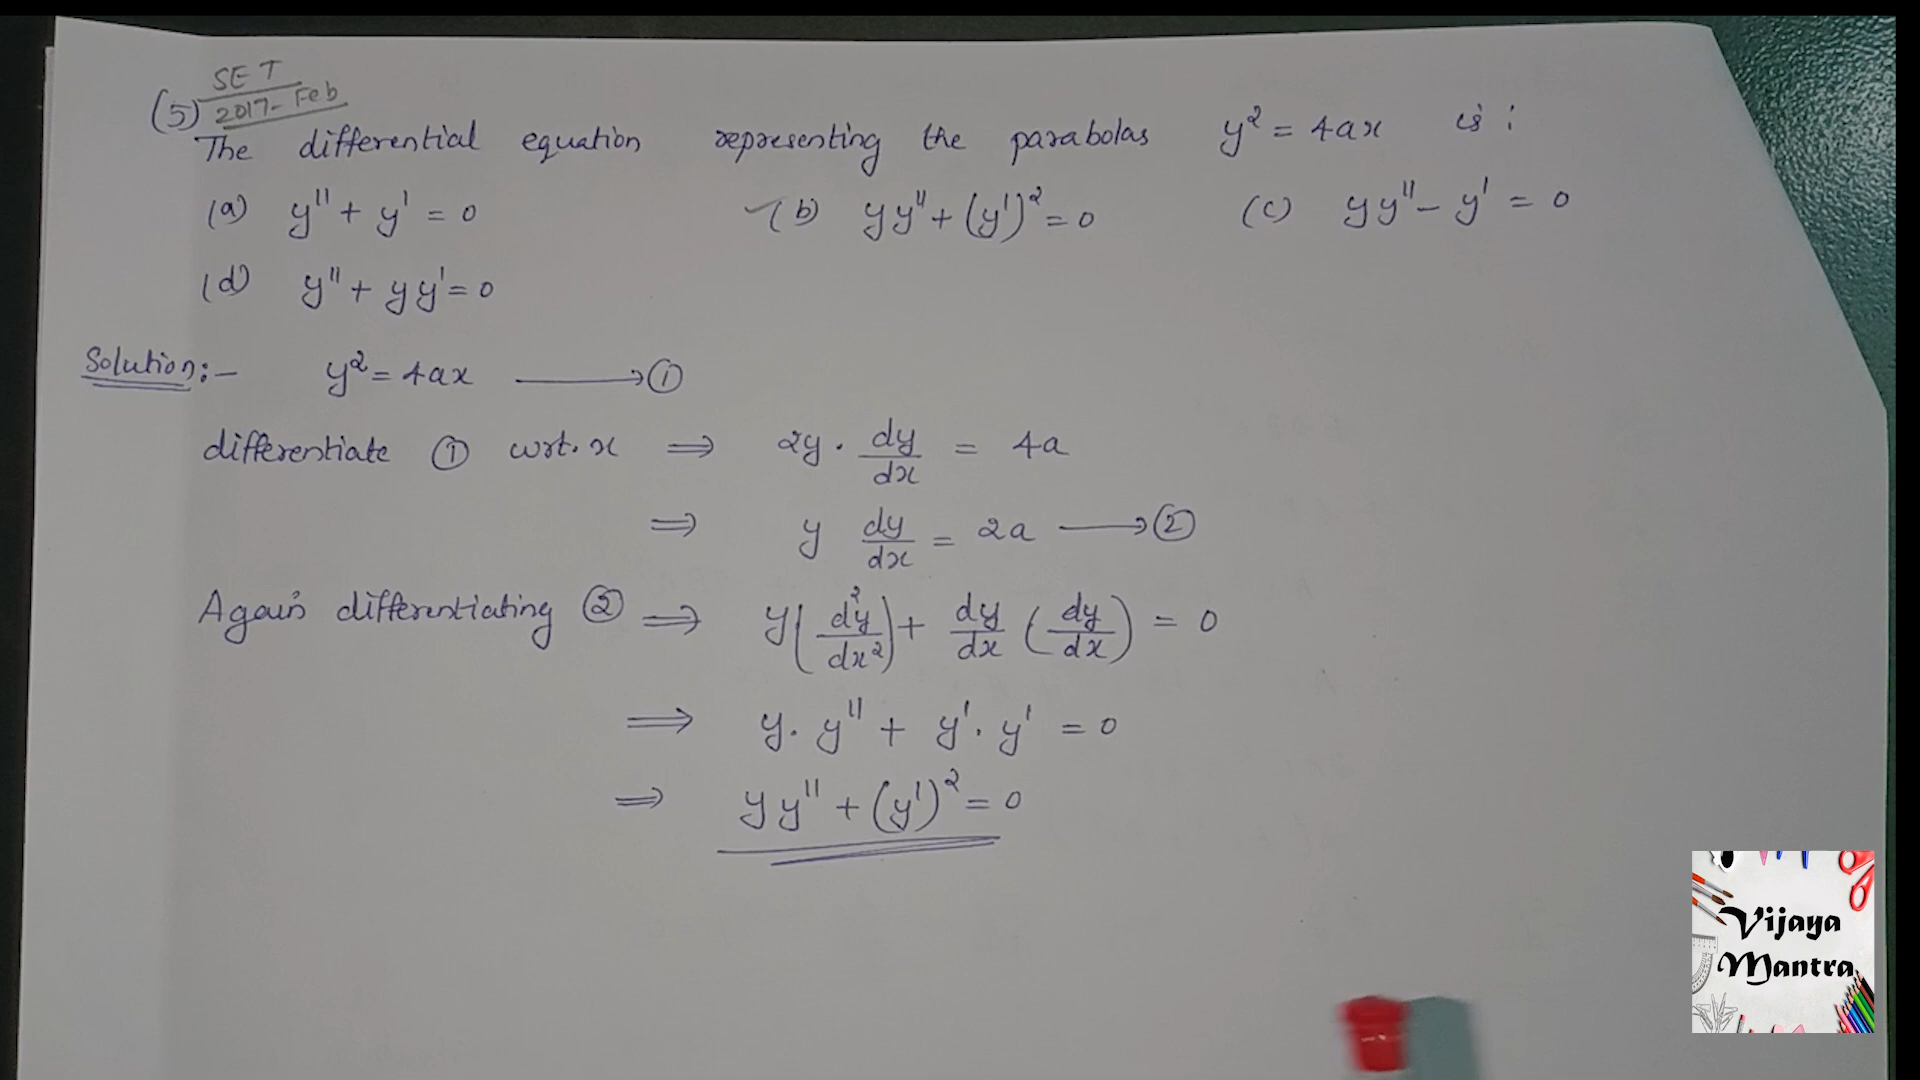 SET
(5) 2017-Feb
The differential equation representing the parabolas y² = 4ax is :
(a) y'' + y' = 0 (b) yy'' + (y')² = 0 (c) yy'' - y' = 0
(d) y'' + yy' = 0
Solution:- y² = 4ax ⟶ ①
differentiate ① wrt. x ⇒ 2y · dy/dx = 4a
⇒ y dy/dx = 2a ⟶ ②
Again differentiating ② ⇒ y(d²y/dx²) + dy/dx (dy/dx) = 0
⇒ y · y'' + y' · y' = 0
⇒ yy'' + (y')² = 0
Vijaya
Mantra